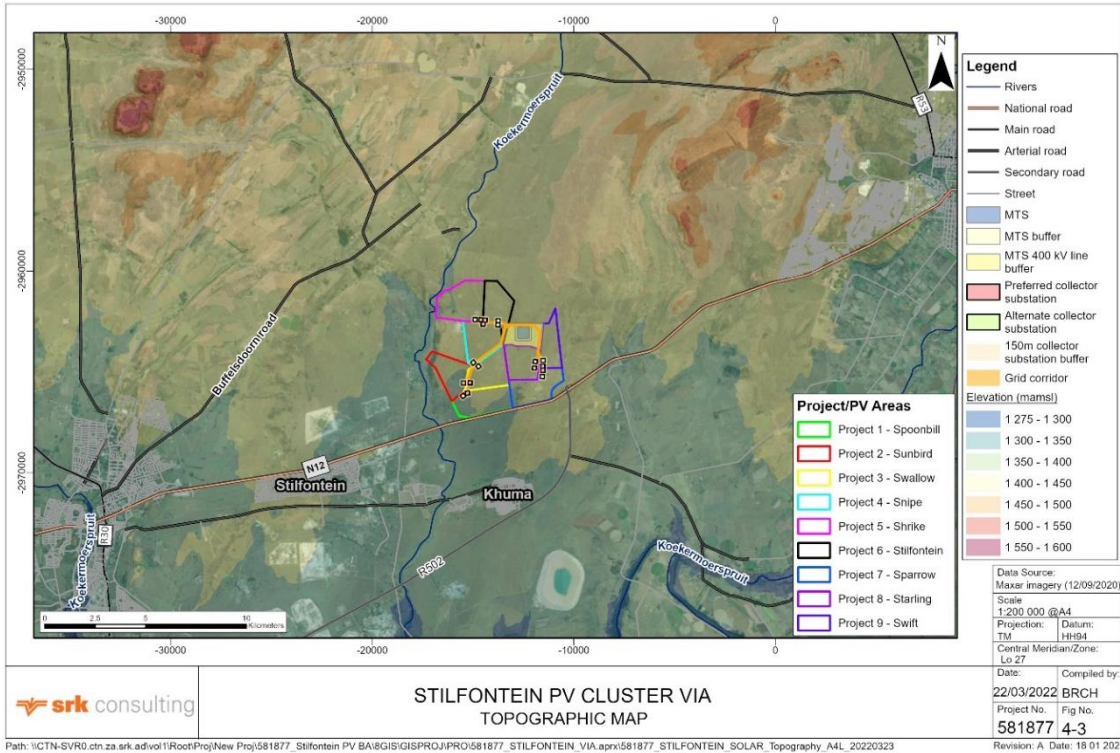 -30000
-20000
-10000
0
-2950000
-2960000
-2970000
N
Koekermoerspruit
R53
Buffelsdoornroad
N12
Stilfontein
Khuma
R30
R502
Koekermoerspruit
Koekermoerspruit
0 2.5 5 10
Kilometers
-30000
-20000
-10000
0
Legend
Rivers
National road
Main road
Arterial road
Secondary road
Street
MTS
MTS buffer
MTS 400 kV line
buffer
Preferred collector
substation
Alternate collector
substation
150m collector
substation buffer
Grid corridor
Elevation (mamsl)
1 275 - 1 300
1 300 - 1 350
1 350 - 1 400
1 400 - 1 450
1 450 - 1 500
1 500 - 1 550
1 550 - 1 600
Project/PV Areas
Project 1 - Spoonbill
Project 2 - Sunbird
Project 3 - Swallow
Project 4 - Snipe
Project 5 - Shrike
Project 6 - Stilfontein
Project 7 - Sparrow
Project 8 - Starling
Project 9 - Swift
Data Source:
Maxar imagery (12/09/2020)
Scale
1:200 000 @A4
Projection: Datum:
TM HH94
Central Meridian/Zone:
Lo 27
Date: Compiled by:
22/03/2022 BRCH
Project No. Fig No.
581877 4-3
srk consulting
STILFONTEIN PV CLUSTER VIA
TOPOGRAPHIC MAP
Path: \\CTN-SVR0.ctn.za.srk.ad\vol1\Root\Proj\New Proj\581877_Stilfontein PV BA\8GIS\GISPROJ\PRO\581877_STILFONTEIN_VIA.aprx\581877_STILFONTEIN_SOLAR_Topography_A4L_20220323
Revision: A Date: 18 01 20